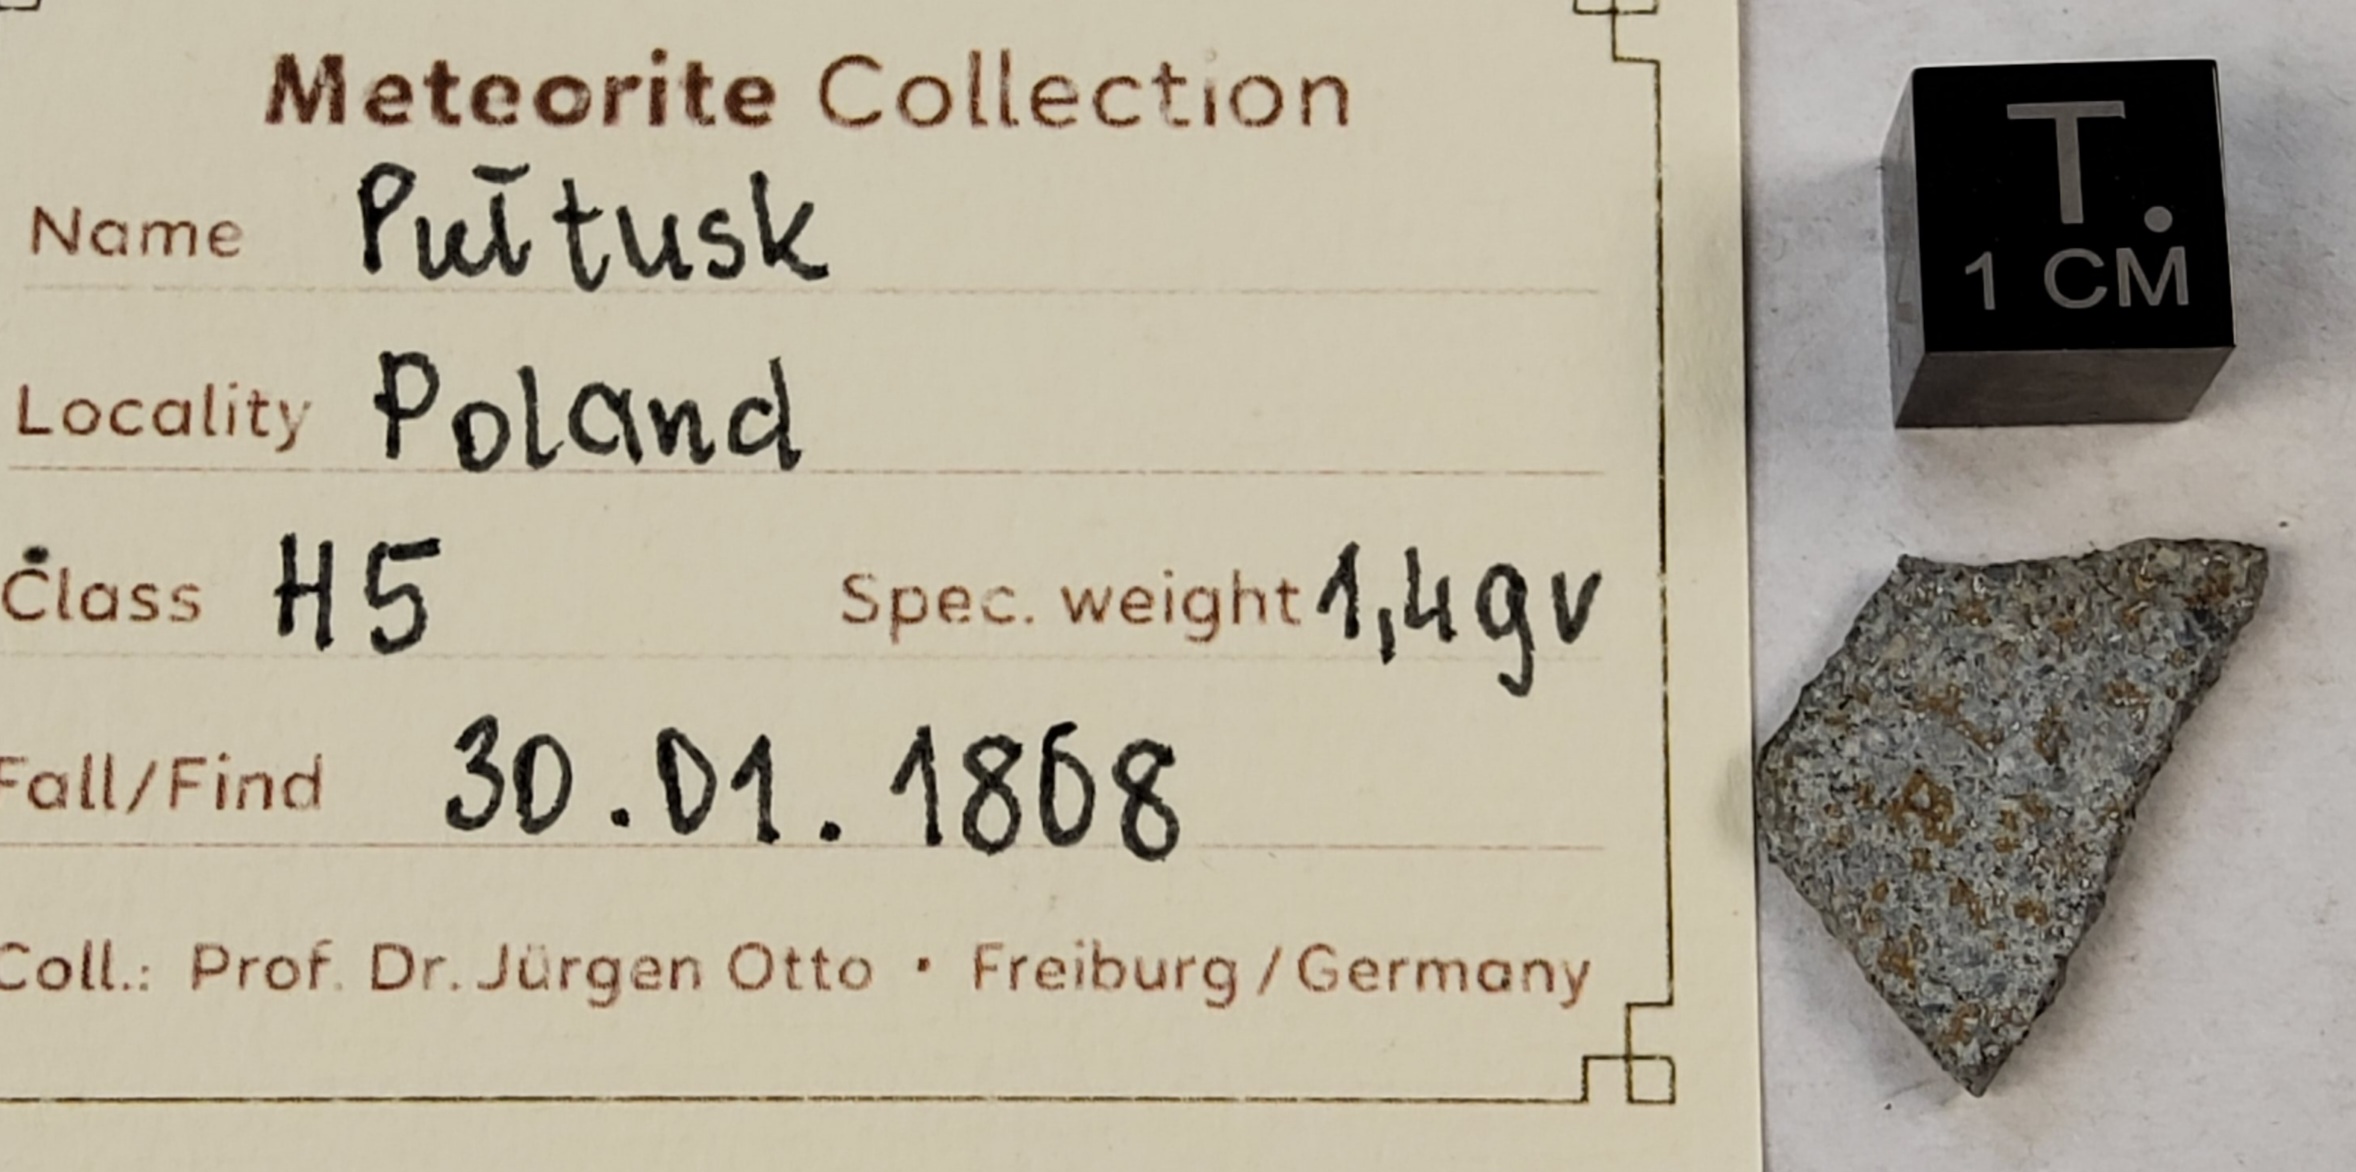 Meteorite Collection
Name Pułtusk
Locality Poland
Class H5 Spec. weight 1,4gr
Fall/Find 30.01.1868
Coll.: Prof. Dr. Jürgen Otto • Freiburg / Germany
T.
1 CM